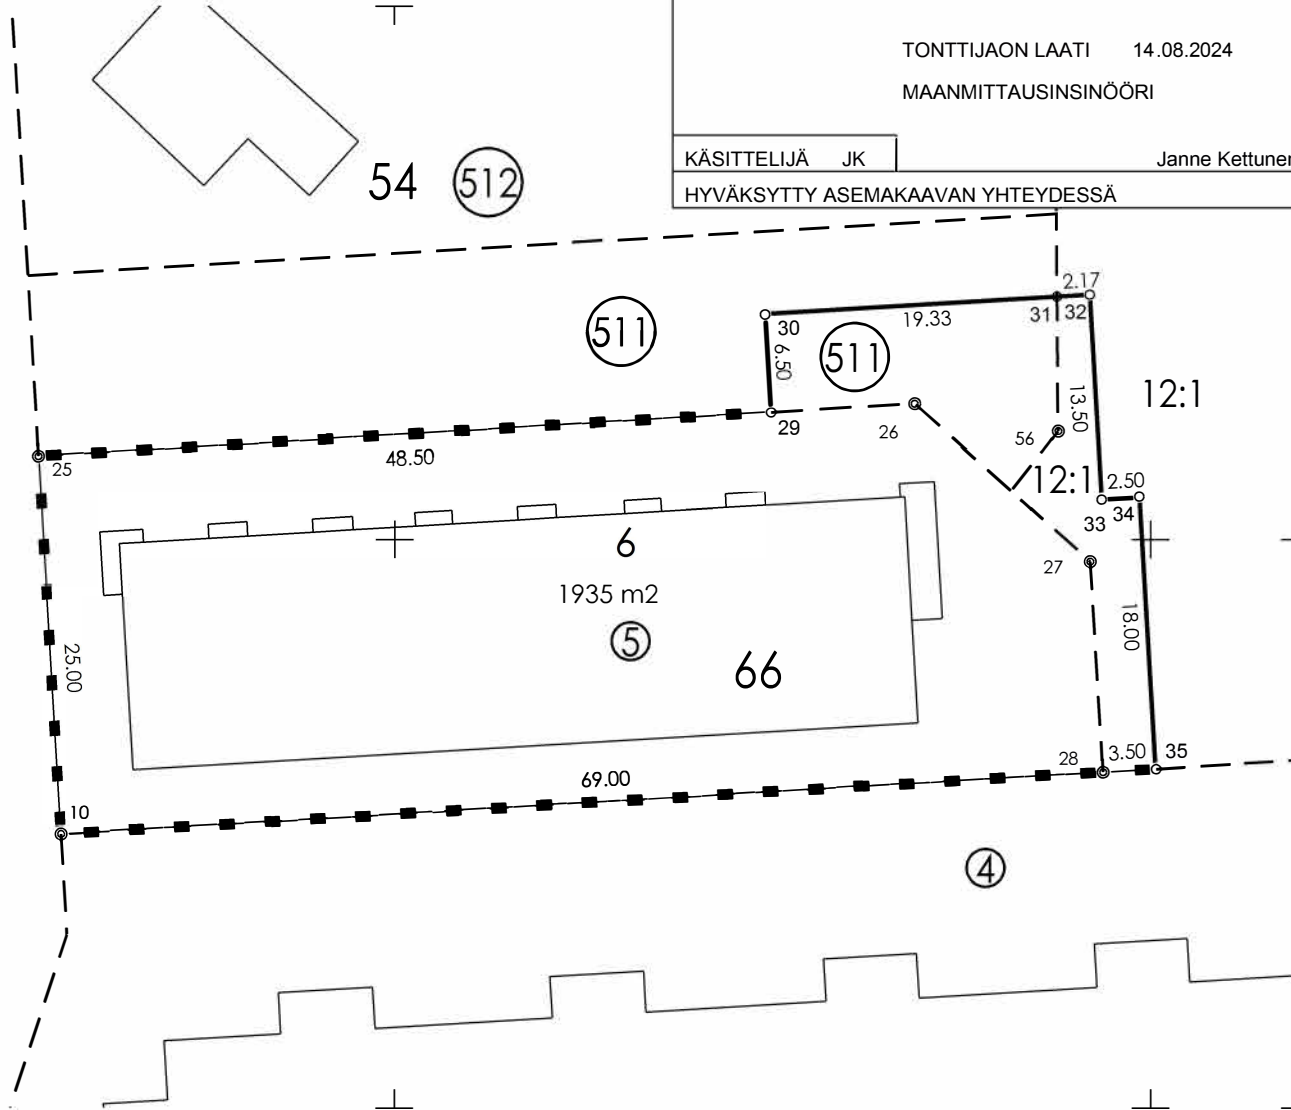 TONTTIJAON LAATI 14.08.2024
MAANMITTAUSINSINÖÖRI
KÄSITTELIJÄ JK Janne Kettunen
HYVÄKSYTTY ASEMAKAAVAN YHTEYDESSÄ
54 512
2.17
30 19.33 31 32
511
6.50 511
13.50 12:1
29 26 56
25 48.50
12:1 2.50
33 34
6
27
1935 m2
18.00
5
25.00 66
28 3.50 35
69.00
10
4